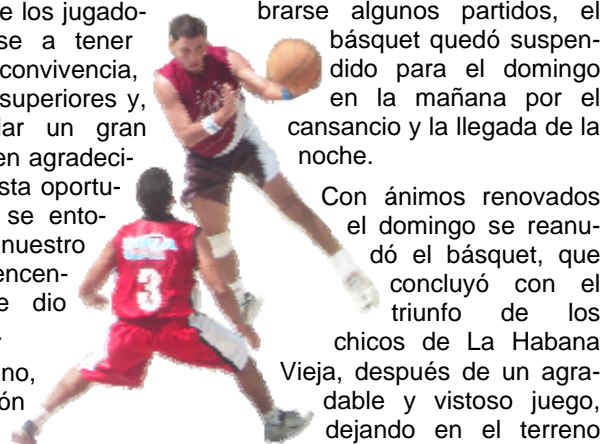 e los jugado-
se a tener
convivencia,
superiores y,
lar un gran
en agradeci-
sta oportu-
se ento-
nuestro
encen-
e dio
no,
ón
brarse algunos partidos, el
básquet quedó suspen-
dido para el domingo
en la mañana por el
cansancio y la llegada de la
noche.
Con ánimos renovados
el domingo se reanu-
dó el básquet, que
concluyó con el
triunfo de los
chicos de La Habana
Vieja, después de un agra-
dable y vistoso juego,
dejando en el terreno
3